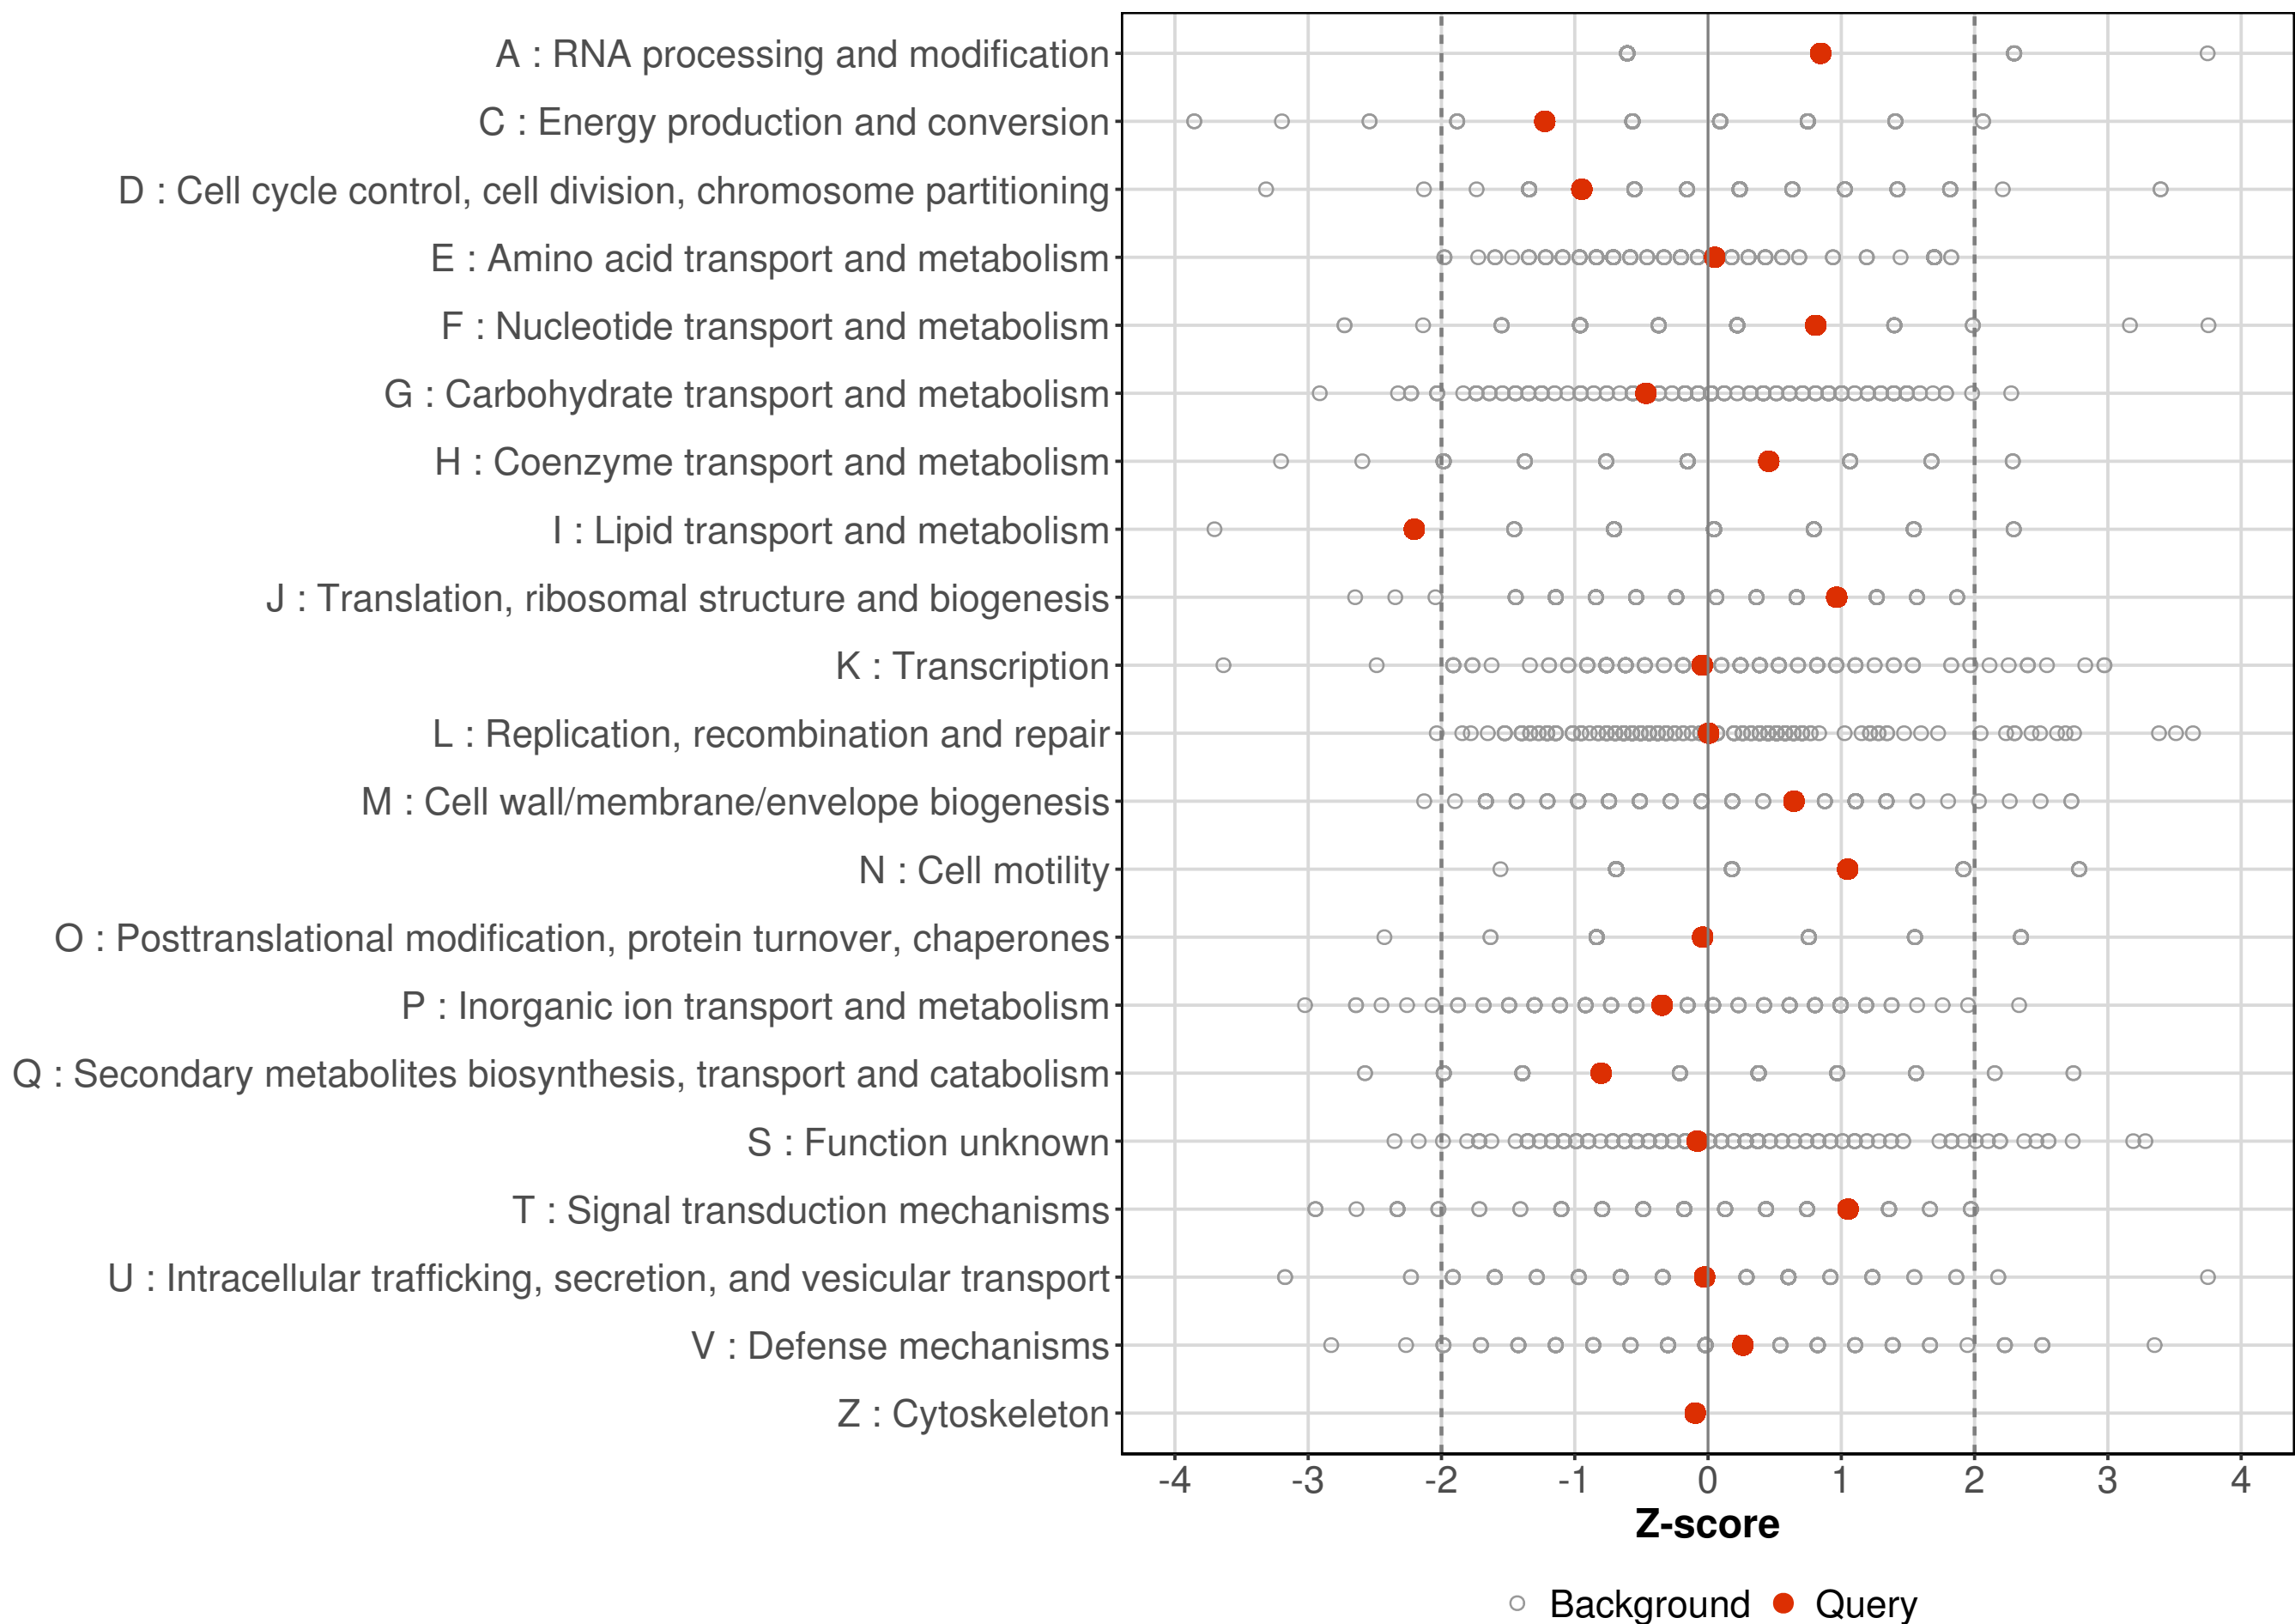 A : RNA processing and modification
C : Energy production and conversion
D : Cell cycle control, cell division, chromosome partitioning
E : Amino acid transport and metabolism
F : Nucleotide transport and metabolism
G : Carbohydrate transport and metabolism
H : Coenzyme transport and metabolism
I : Lipid transport and metabolism
J : Translation, ribosomal structure and biogenesis
K : Transcription
L : Replication, recombination and repair
M : Cell wall/membrane/envelope biogenesis
N : Cell motility
O : Posttranslational modification, protein turnover, chaperones
P : Inorganic ion transport and metabolism
Q : Secondary metabolites biosynthesis, transport and catabolism
S : Function unknown
T : Signal transduction mechanisms
U : Intracellular trafficking, secretion, and vesicular transport
V : Defense mechanisms
Z : Cytoskeleton
-4 -3 -2 -1 0 1 2 3 4
Z-score
Background Query